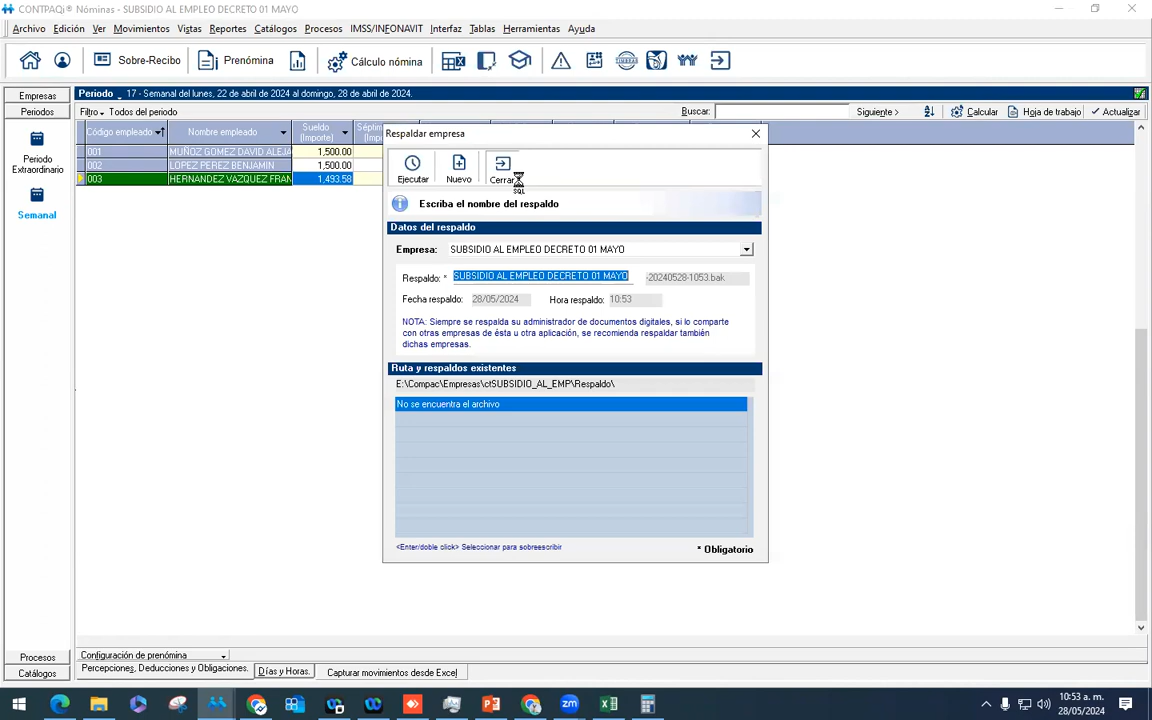 CONTPAQi® Nóminas - SUBSIDIO AL EMPLEO DECRETO 01 MAYO
Archivo Edición Ver Movimientos Vistas Reportes Catálogos Procesos IMSS/INFONAVIT Interfaz Tablas Herramientas Ayuda
Sobre-Recibo Prenómina Cálculo nómina
Empresas
Periodo _ 17 - Semanal del lunes, 22 de abril de 2024 al domingo, 28 de abril de 2024.
Periodos
Filtro Todos del periodo Buscar: Siguiente > Calcular Hoja de trabajo Actualizar
Código empleado Nombre empleado Sueldo (Importe)
001 MUÑOZ GOMEZ DAVID ALEJA 1,500.00
002 LOPEZ PEREZ BENJAMIN 1,500.00
003 HERNANDEZ VAZQUEZ FRAN 1,493.58
Periodo Extraordinario
Semanal
Respaldar empresa
Ejecutar Nuevo Cerrar
SQL
Escriba el nombre del respaldo
Datos del respaldo
Empresa: SUBSIDIO AL EMPLEO DECRETO 01 MAYO
Respaldo: * SUBSIDIO AL EMPLEO DECRETO 01 MAYO -20240528-1053.bak
Fecha respaldo: 28/05/2024 Hora respaldo: 10:53
NOTA: Siempre se respalda su administrador de documentos digitales, si lo comparte
con otras empresas de ésta u otra aplicación, se recomienda respaldar también
dichas empresas.
Ruta y respaldos existentes
E:\Compac\Empresas\ctSUBSIDIO_AL_EMP\Respaldo\
No se encuentra el archivo
<Enter/doble click> Seleccionar para sobreescribir * Obligatorio
Procesos
Catálogos
Configuración de prenómina
Percepciones, Deducciones y Obligaciones. Días y Horas. Capturar movimientos desde Excel
10:53 a. m.
28/05/2024